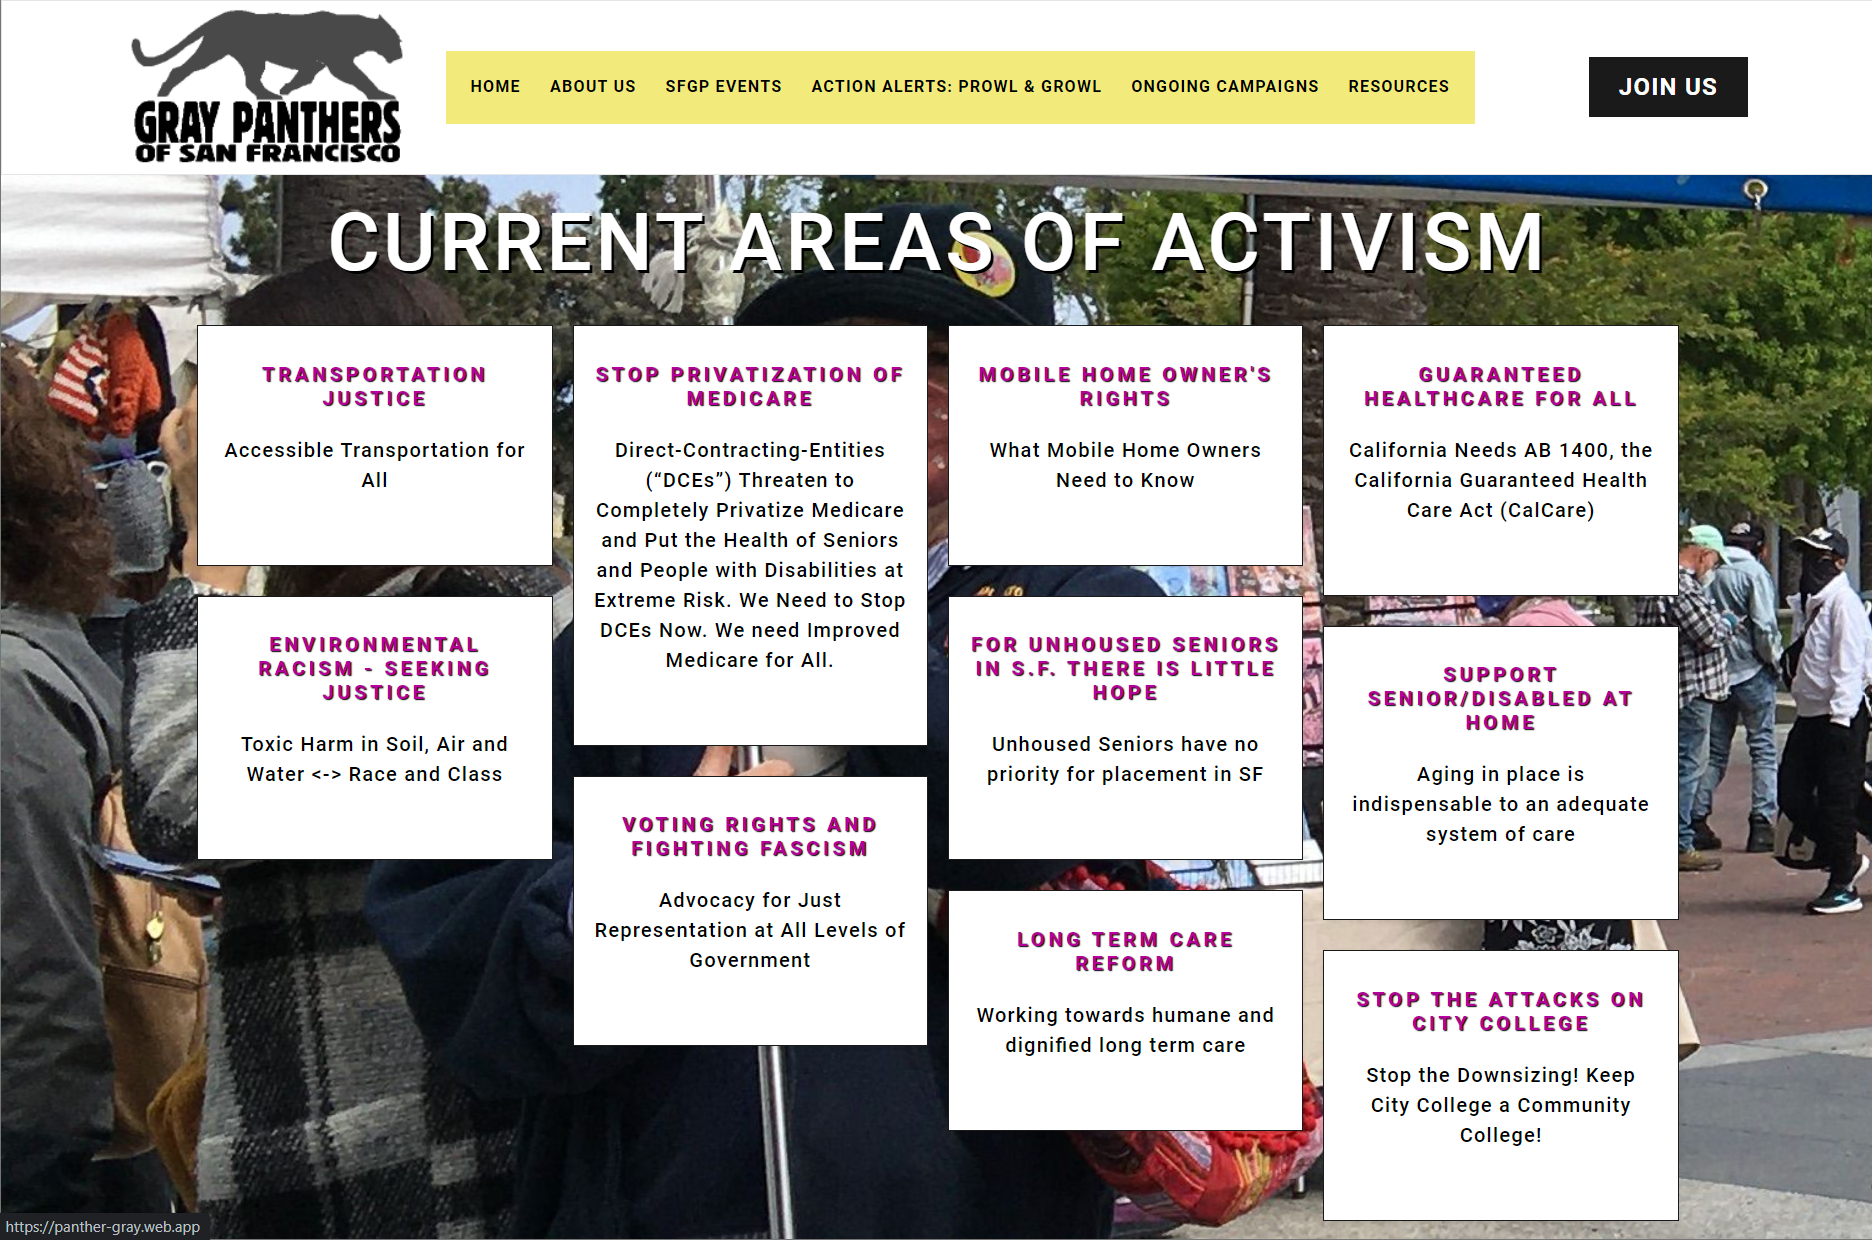 GRAY PANTHERS
OF SAN FRANCISCO
HOME ABOUT US SFGP EVENTS ACTION ALERTS: PROWL & GROWL ONGOING CAMPAIGNS RESOURCES
JOIN US
CURRENT AREAS OF ACTIVISM
TRANSPORTATION
JUSTICE
Accessible Transportation for
All
STOP PRIVATIZATION OF
MEDICARE
Direct-Contracting-Entities
(“DCEs”) Threaten to
Completely Privatize Medicare
and Put the Health of Seniors
and People with Disabilities at
Extreme Risk. We Need to Stop
DCEs Now. We need Improved
Medicare for All.
MOBILE HOME OWNER'S
RIGHTS
What Mobile Home Owners
Need to Know
GUARANTEED
HEALTHCARE FOR ALL
California Needs AB 1400, the
California Guaranteed Health
Care Act (CalCare)
ENVIRONMENTAL
RACISM - SEEKING
JUSTICE
Toxic Harm in Soil, Air and
Water <-> Race and Class
FOR UNHOUSED SENIORS
IN S.F. THERE IS LITTLE
HOPE
Unhoused Seniors have no
priority for placement in SF
SUPPORT
SENIOR/DISABLED AT
HOME
Aging in place is
indispensable to an adequate
system of care
VOTING RIGHTS AND
FIGHTING FASCISM
Advocacy for Just
Representation at All Levels of
Government
LONG TERM CARE
REFORM
Working towards humane and
dignified long term care
STOP THE ATTACKS ON
CITY COLLEGE
Stop the Downsizing! Keep
City College a Community
College!
https://panther-gray.web.app